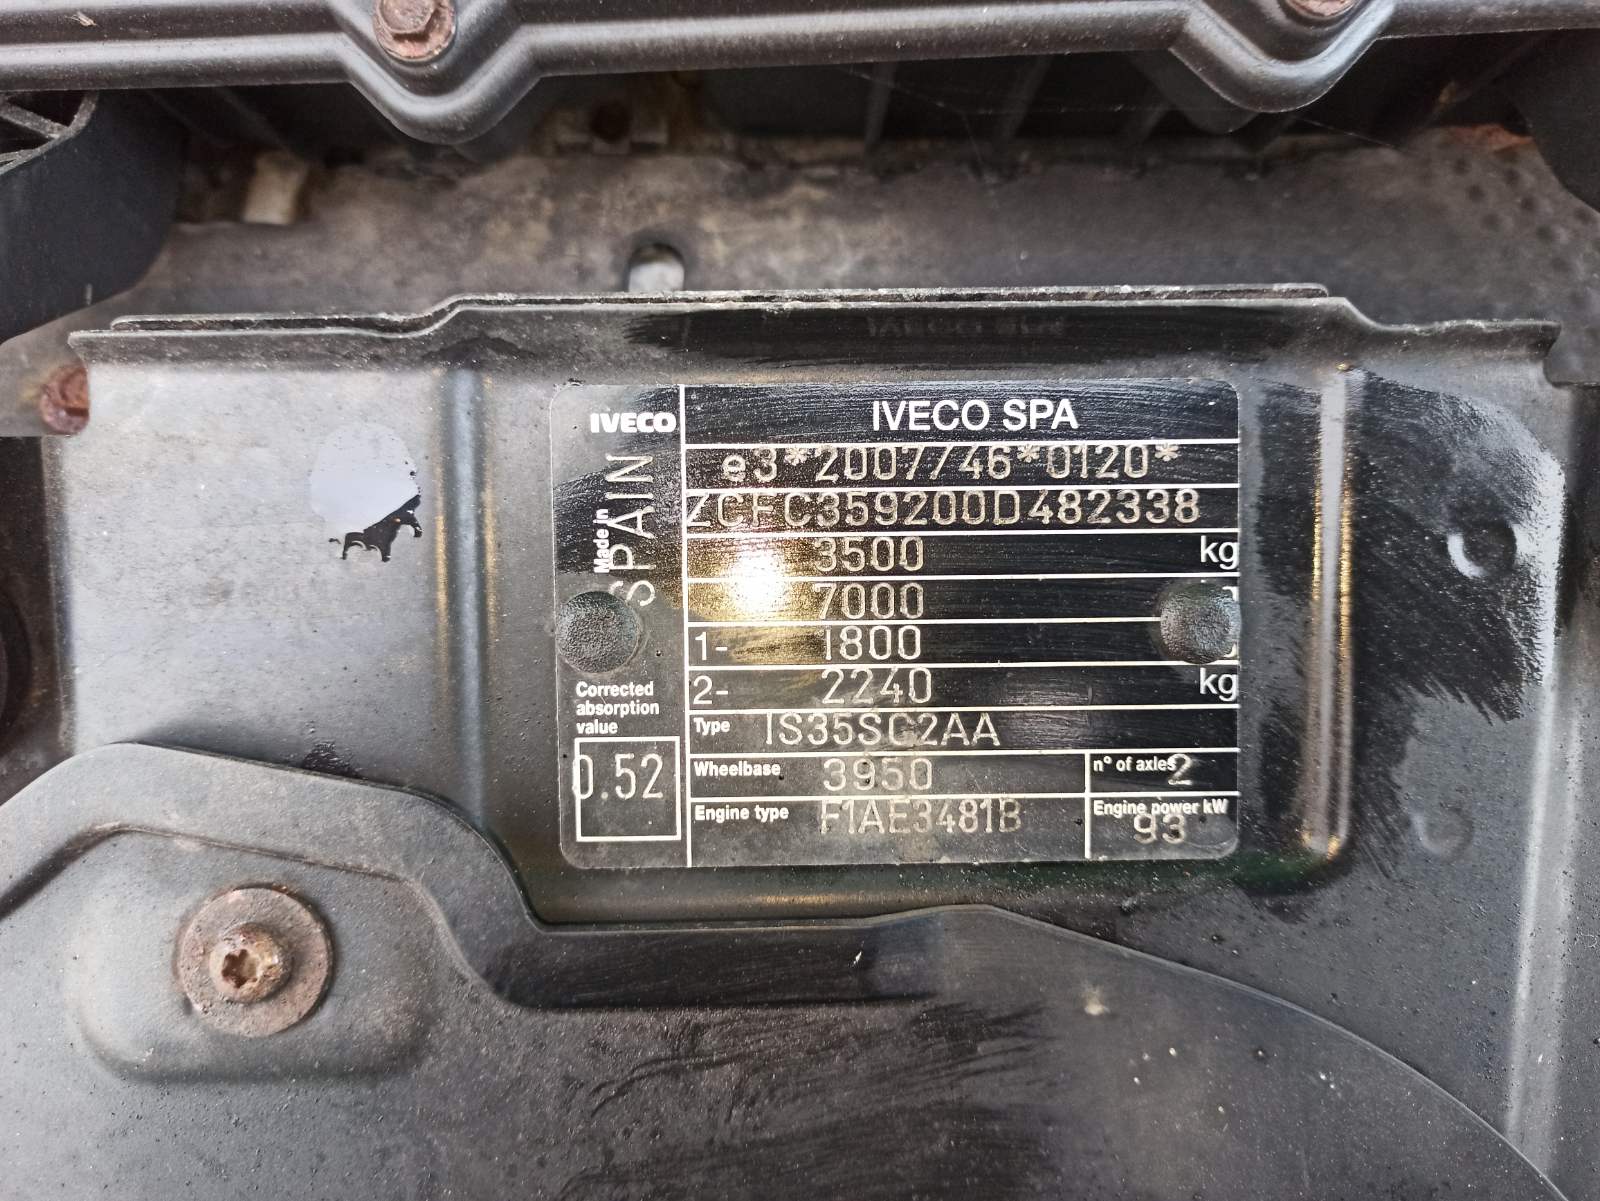 IVECO
IVECO SPA
Made in
SPAIN
e3*2007/46*0120*
ZCFC359200D482338
3500 kg
7000
1- 1800
2- 2240 kg
Type IS35SC2AA
Wheelbase 3950 n° of axles 2
Engine type F1AE3481B Engine power kW 93
Corrected
absorption
value
0.52